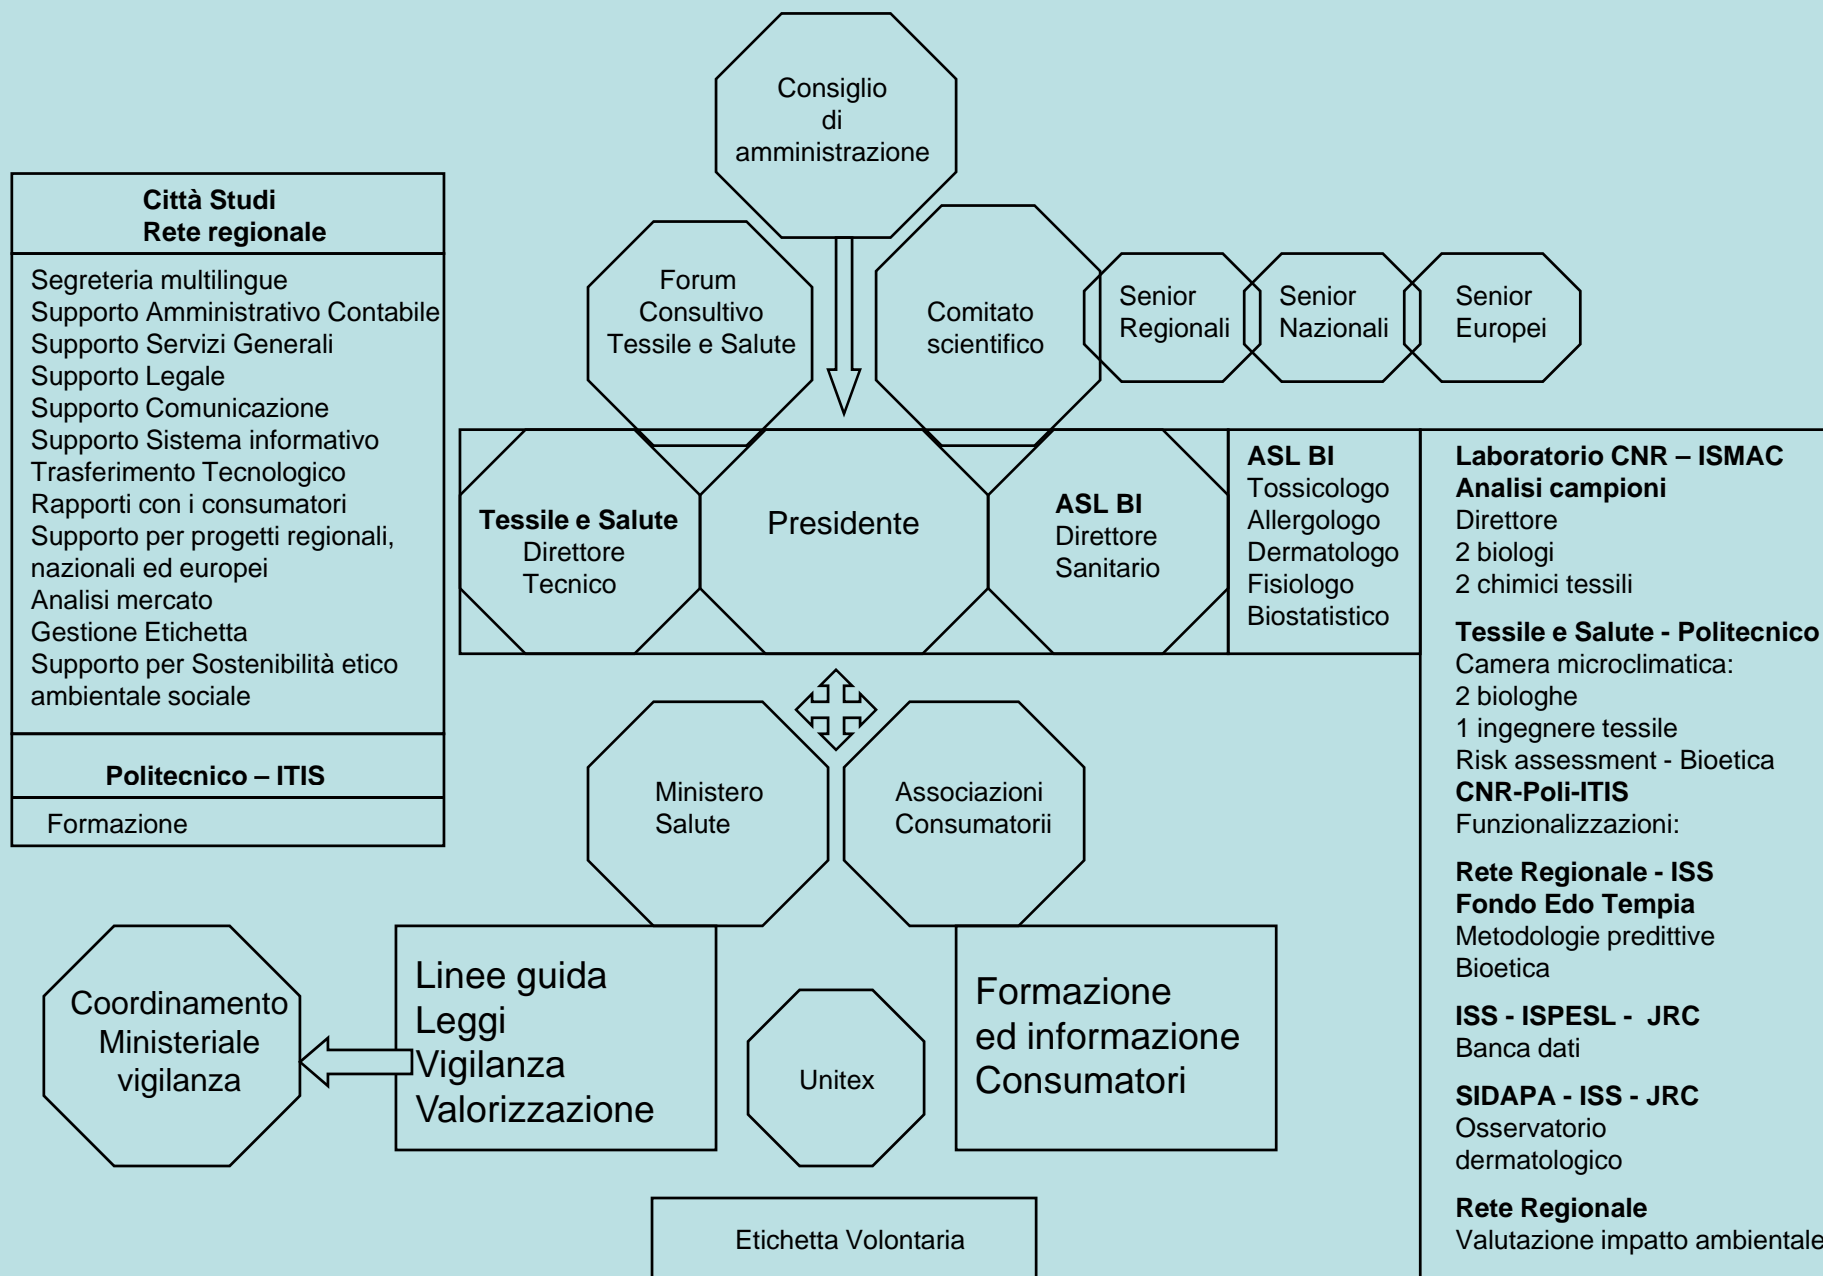 Consiglio
di
amministrazione
Città Studi
Rete regionale
Segreteria multilingue
Supporto Amministrativo Contabile
Supporto Servizi Generali
Supporto Legale
Supporto Comunicazione
Supporto Sistema informativo
Trasferimento Tecnologico
Rapporti con i consumatori
Supporto per progetti regionali,
nazionali ed europei
Analisi mercato
Gestione Etichetta
Supporto per Sostenibilità etico
ambientale sociale
Politecnico – ITIS
Formazione
Forum
Consultivo
Tessile e Salute
Comitato
scientifico
Senior
Regionali
Senior
Nazionali
Senior
Europei
Tessile e Salute
Direttore
Tecnico
Presidente
ASL BI
Direttore
Sanitario
ASL BI
Tossicologo
Allergologo
Dermatologo
Fisiologo
Biostatistico
Laboratorio CNR – ISMAC
Analisi campioni
Direttore
2 biologi
2 chimici tessili
Tessile e Salute - Politecnico
Camera microclimatica:
2 biologhe
1 ingegnere tessile
Risk assessment - Bioetica
CNR-Poli-ITIS
Funzionalizzazioni:
Rete Regionale - ISS
Fondo Edo Tempia
Metodologie predittive
Bioetica
ISS - ISPESL - JRC
Banca dati
SIDAPA - ISS - JRC
Osservatorio
dermatologico
Rete Regionale
Valutazione impatto ambientale
Ministero
Salute
Associazioni
Consumatorii
Coordinamento
Ministeriale
vigilanza
Linee guida
Leggi
Vigilanza
Valorizzazione
Unitex
Formazione
ed informazione
Consumatori
Etichetta Volontaria